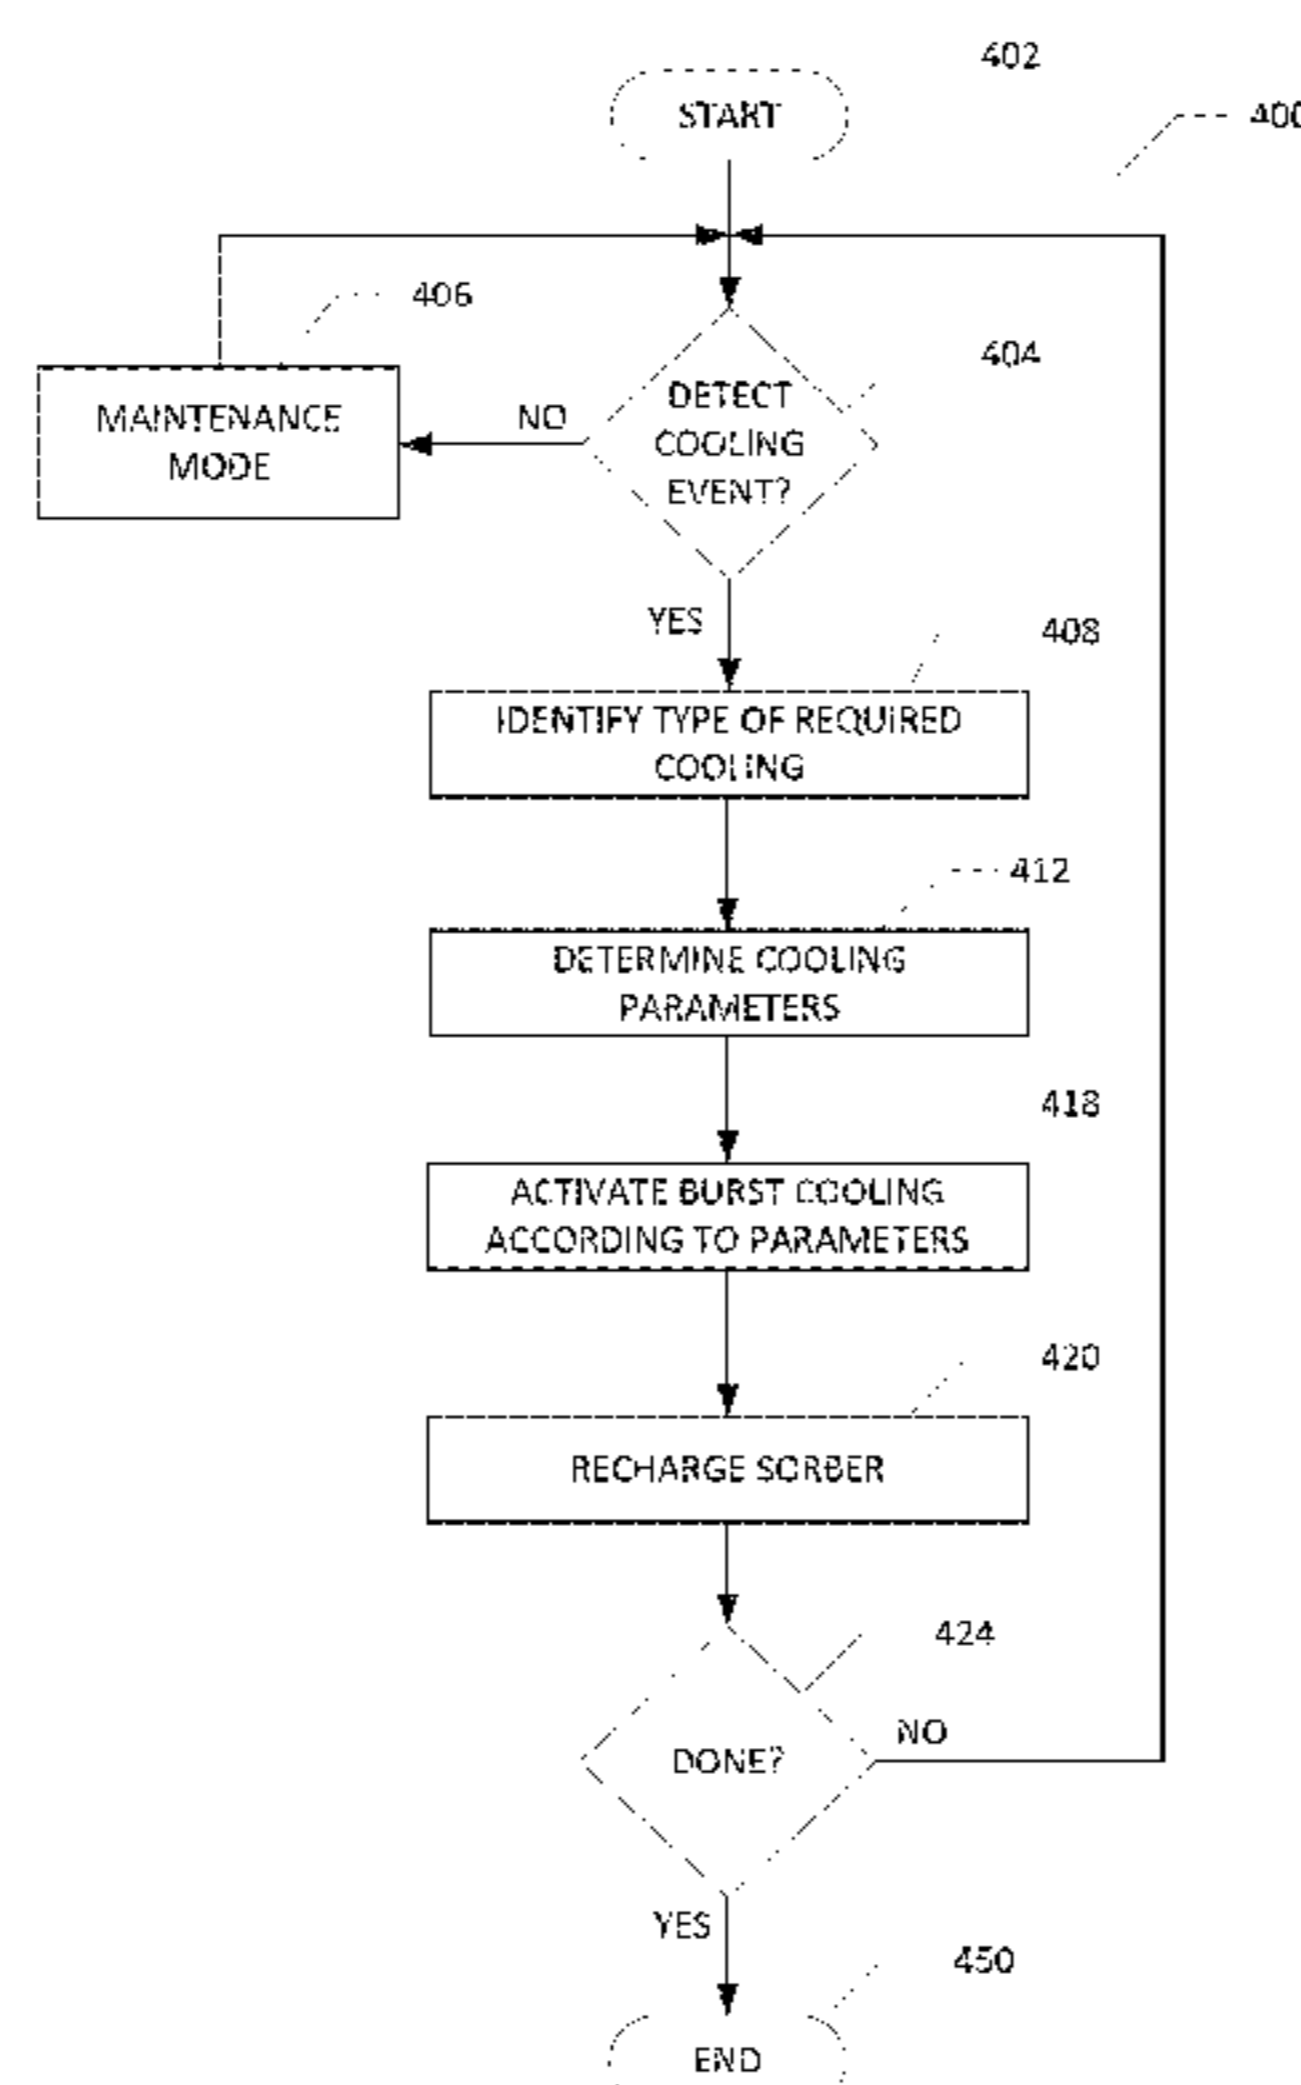 402
START
400
406
404
MAINTENANCE
MODE
NO
DETECT
COOLING
EVENT?
YES
408
IDENTIFY TYPE OF REQUIRED
COOLING
412
DETERMINE COOLING
PARAMETERS
418
ACTIVATE BURST COOLING
ACCORDING TO PARAMETERS
420
RECHARGE SORBER
424
DONE?
NO
YES
450
END